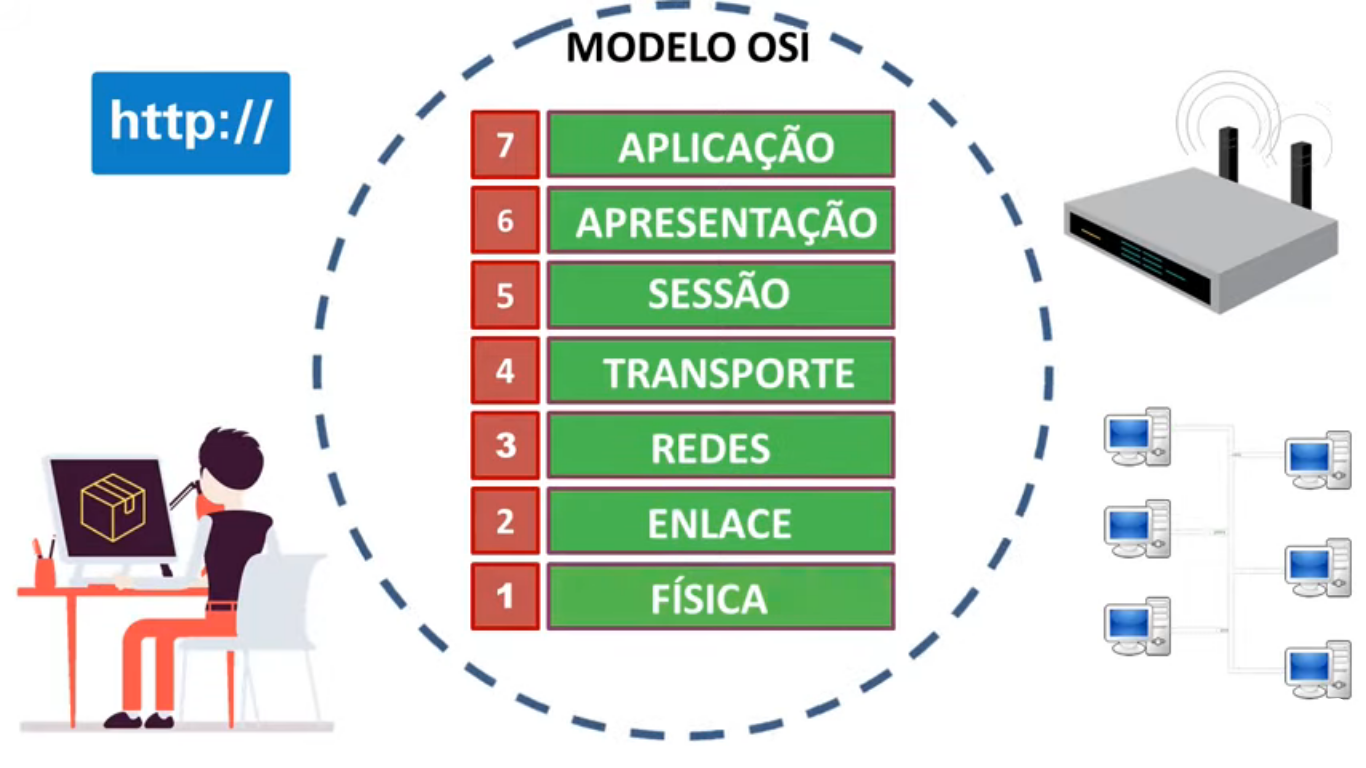 MODELO OSI
http://
7 APLICAÇÃO
6 APRESENTAÇÃO
5 SESSÃO
4 TRANSPORTE
3 REDES
2 ENLACE
1 FÍSICA